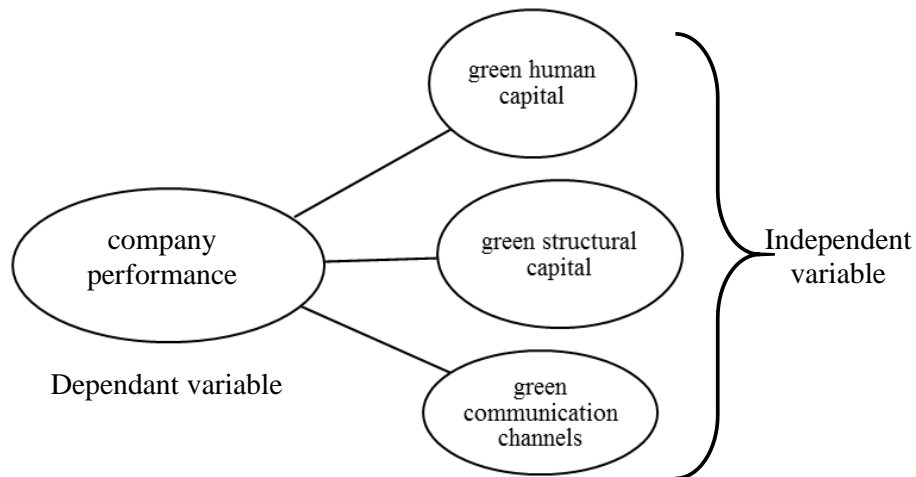 green human
capital
company
performance
green structural
capital
Independent
variable
Dependant variable
green
communication
channels